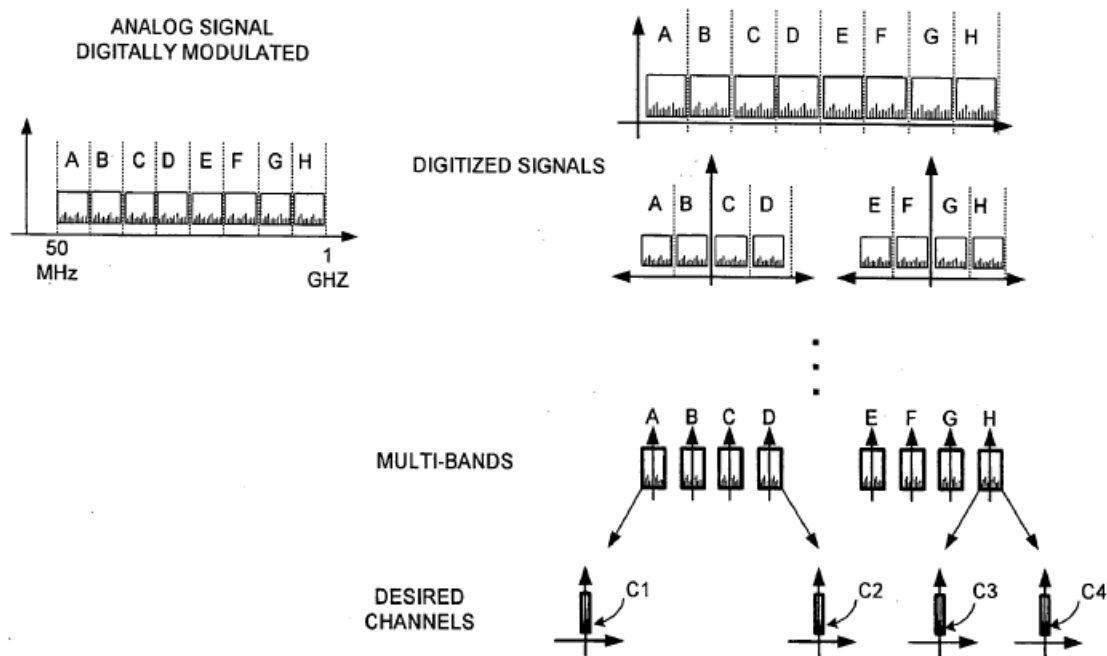 ANALOG SIGNAL
DIGITALLY MODULATED
A B C D E F G H
50
MHz
1
GHZ
A B C D E F G H
DIGITIZED SIGNALS
A B C D
E F G H
MULTI-BANDS
A B C D
E F G H
DESIRED
CHANNELS
C1
C2
C3
C4